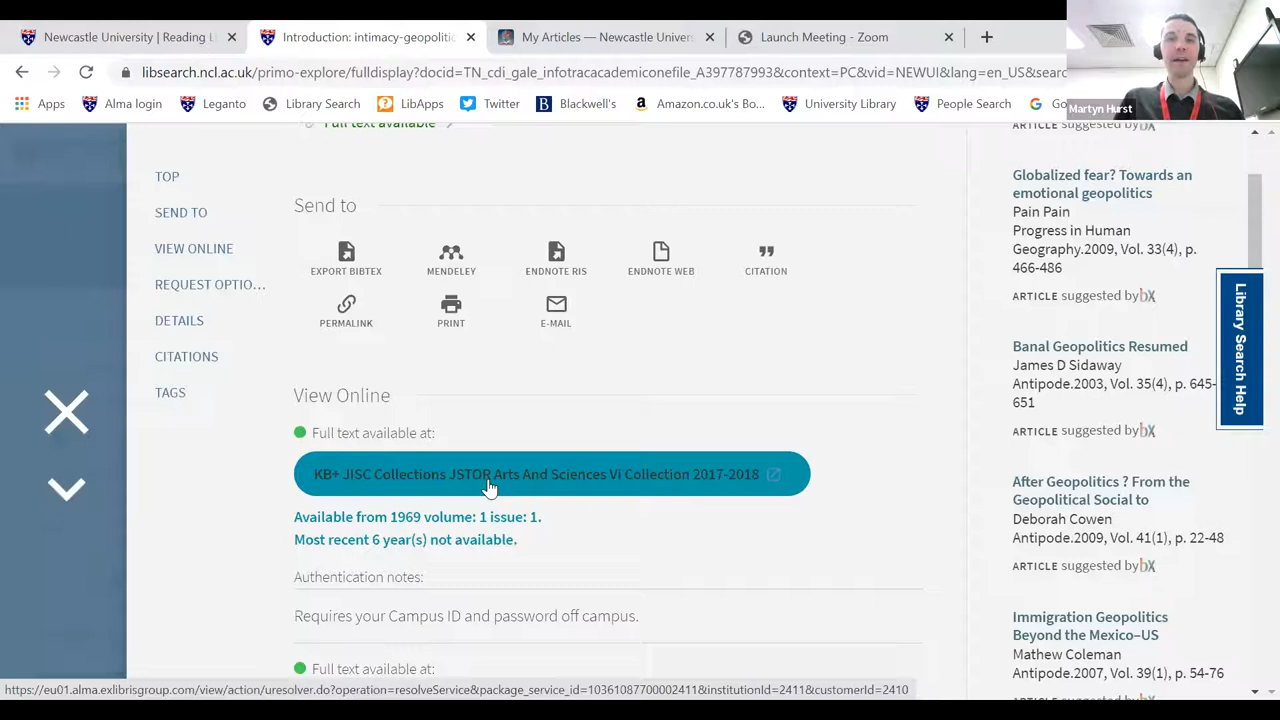 Newcastle University | Reading L
Introduction: intimacy-geopolitic
My Articles — Newcastle Univers
Launch Meeting - Zoom
libsearch.ncl.ac.uk/primo-explore/fulldisplay?docid=TN_cdi_gale_infotracacademiconefile_A397787993&context=PC&vid=NEWUI&lang=en_US&searc
Apps
Alma login
Leganto
Library Search
LibApps
Twitter
Blackwell's
Amazon.co.uk's Bo...
University Library
People Search
Go
Martyn Hurst
Full text available
TOP
SEND TO
VIEW ONLINE
REQUEST OPTIO...
DETAILS
CITATIONS
TAGS
Send to
EXPORT BIBTEX
MENDELEY
ENDNOTE RIS
ENDNOTE WEB
CITATION
PERMALINK
PRINT
E-MAIL
View Online
Full text available at:
KB+ JISC Collections JSTOR Arts And Sciences Vi Collection 2017-2018
Available from 1969 volume: 1 issue: 1.
Most recent 6 year(s) not available.
Authentication notes:
Requires your Campus ID and password off campus.
Full text available at:
ARTICLE suggested by bX
Globalized fear? Towards an
emotional geopolitics
Pain Pain
Progress in Human
Geography.2009, Vol. 33(4), p.
466-486
ARTICLE suggested by bX
Banal Geopolitics Resumed
James D Sidaway
Antipode.2003, Vol. 35(4), p. 645-
651
ARTICLE suggested by bX
After Geopolitics ? From the
Geopolitical Social to
Deborah Cowen
Antipode.2009, Vol. 41(1), p. 22-48
ARTICLE suggested by bX
Immigration Geopolitics
Beyond the Mexico–US
Mathew Coleman
Antipode.2007, Vol. 39(1), p. 54-76
ARTICLE suggested by bX
Library Search Help
https://eu01.alma.exlibrisgroup.com/view/action/uresolver.do?operation=resolveService&package_service_id=10361087700002411&institutionId=2411&customerId=2410